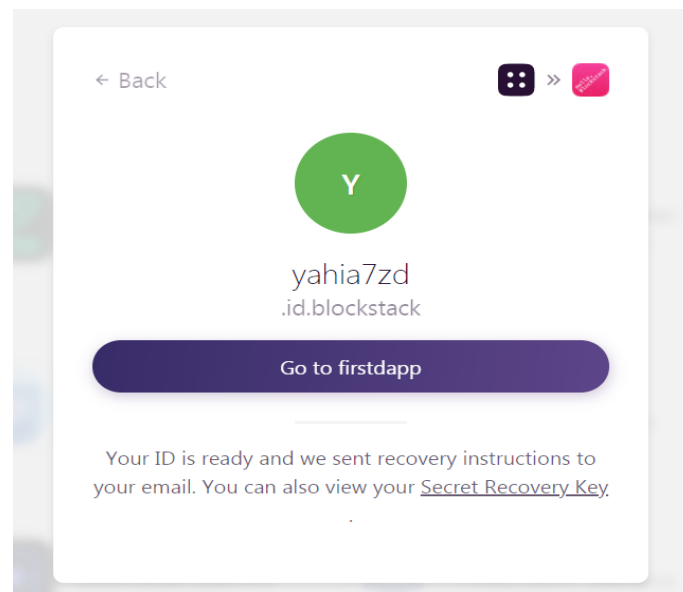 ← Back
»
Y
yahia7zd
.id.blockstack
Go to firstdapp
Your ID is ready and we sent recovery instructions to
your email. You can also view your Secret Recovery Key
.